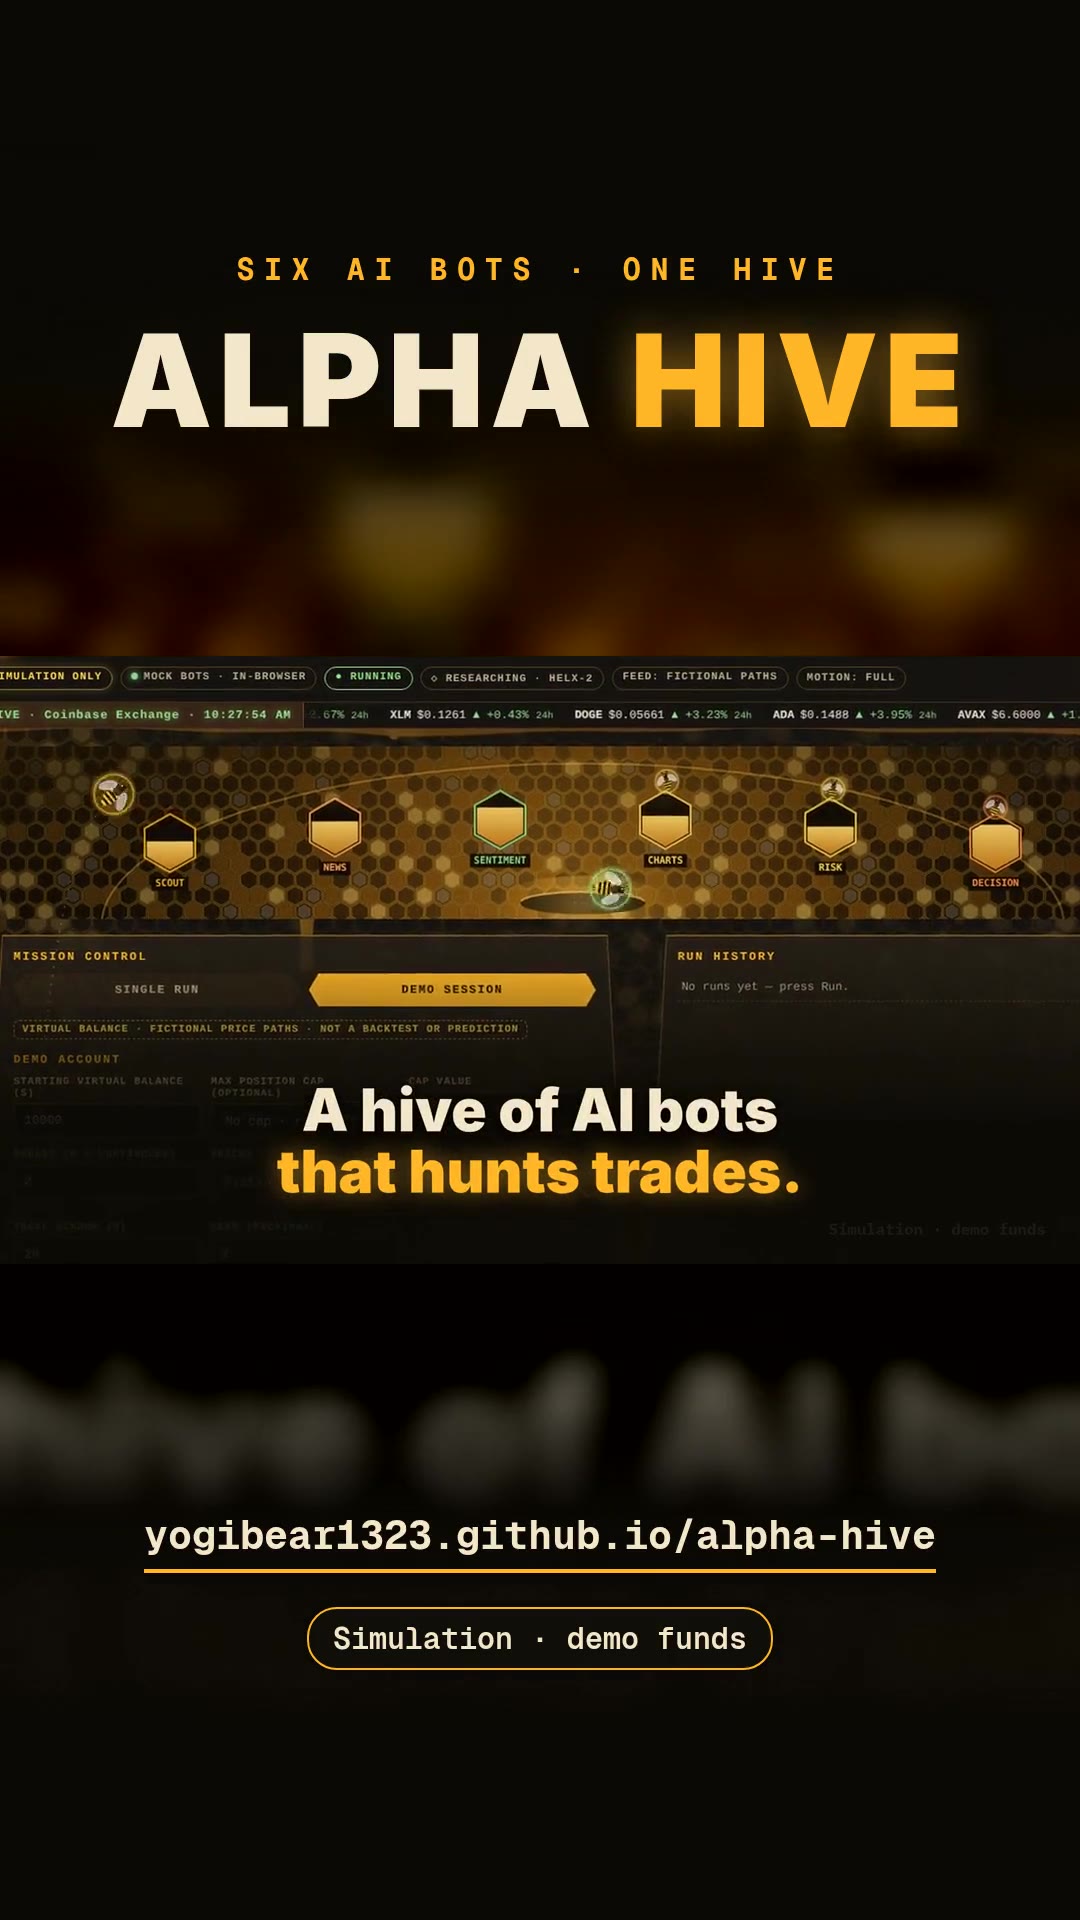 SIX AI BOTS · ONE HIVE
ALPHA HIVE
SIMULATION ONLY
MOCK BOTS · IN-BROWSER
RUNNING
RESEARCHING · HELX-2
FEED: FICTIONAL PATHS
MOTION: FULL
· Coinbase Exchange · 10:27:54 AM
.67% 24h XLM $0.1261 ▲ +0.43% 24h DOGE $0.05661 ▲ +3.23% 24h ADA $0.1488 ▲ +3.95% 24h AVAX $6.6000 ▲
SCOUT
NEWS
SENTIMENT
CHARTS
RISK
DECISION
MISSION CONTROL
SINGLE RUN
DEMO SESSION
VIRTUAL BALANCE · FICTIONAL PRICE PATHS · NOT A BACKTEST OR PREDICTION
DEMO ACCOUNT
STARTING VIRTUAL BALANCE
($)
MAX POSITION CAP
(OPTIONAL)
CAP VALUE
10000
No cap
RUN HISTORY
No runs yet — press Run.
A hive of AI bots
that hunts trades.
Simulation · demo funds
yogibear1323.github.io/alpha-hive
Simulation · demo funds